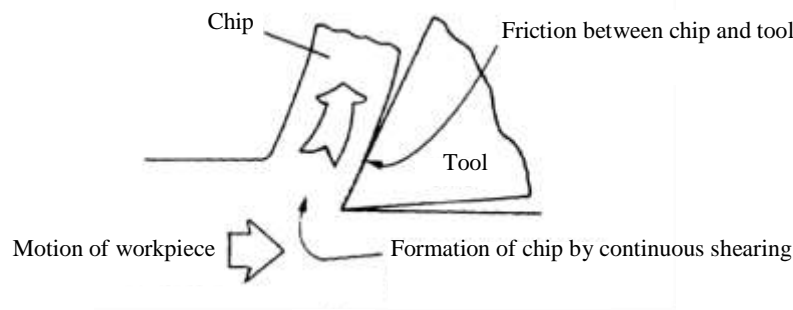 Chip
Friction between chip and tool
Tool
Motion of workpiece
Formation of chip by continuous shearing